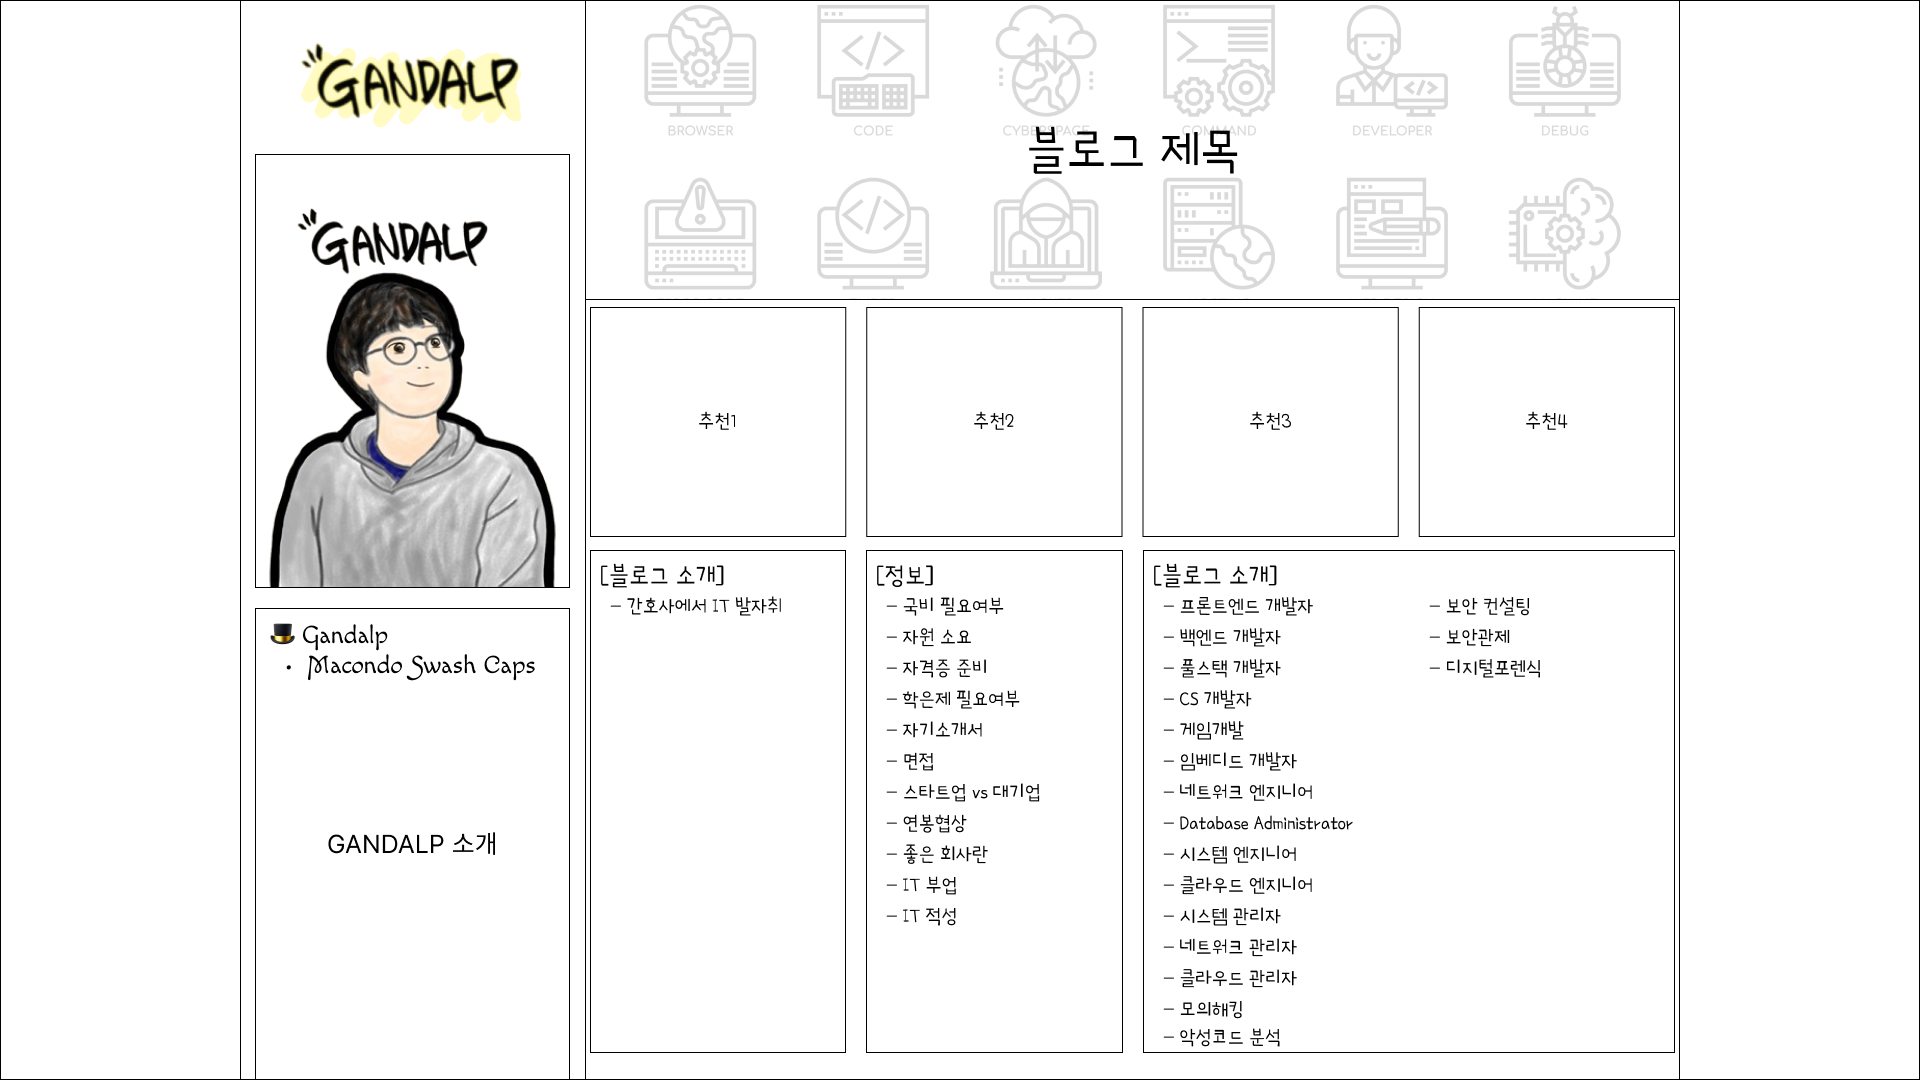 GANDALP
GANDALP
Gandalp
• Macondo Swash Caps
GANDALP 소개
BROWSER
CODE
CYBERSPACE
COMMAND
DEVELOPER
DEBUG
블로그 제목
추천1
추천2
추천3
추천4
[블로그 소개]
- 간호사에서 IT 발자취
[정보]
- 국비 필요여부
- 자원 소요
- 자격증 준비
- 학은제 필요여부
- 자기소개서
- 면접
- 스타트업 vs 대기업
- 연봉협상
- 좋은 회사란
- IT 부업
- IT 적성
[블로그 소개]
- 프론트엔드 개발자
- 백엔드 개발자
- 풀스택 개발자
- CS 개발자
- 게임개발
- 임베디드 개발자
- 네트워크 엔지니어
- Database Administrator
- 시스템 엔지니어
- 클라우드 엔지니어
- 시스템 관리자
- 네트워크 관리자
- 클라우드 관리자
- 모의해킹
- 악성코드 분석
- 보안 컨설팅
- 보안관제
- 디지털포렌식